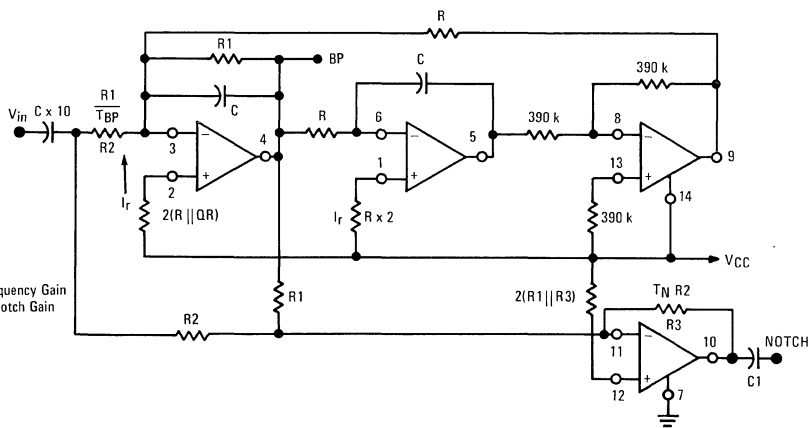 R
R1
BP
C
C
390 k
Vin
C x 10
R1
TBP
R2
3
2
4
−
+
R
6
1
5
−
+
390 k
8
13
9
14
−
+
Ir
2(R||QR)
Ir
R x 2
390 k
VCC
quency Gain
otch Gain
R1
2(R1||R3)
TN R2
R3
R2
11
12
10
7
−
+
NOTCH
C1